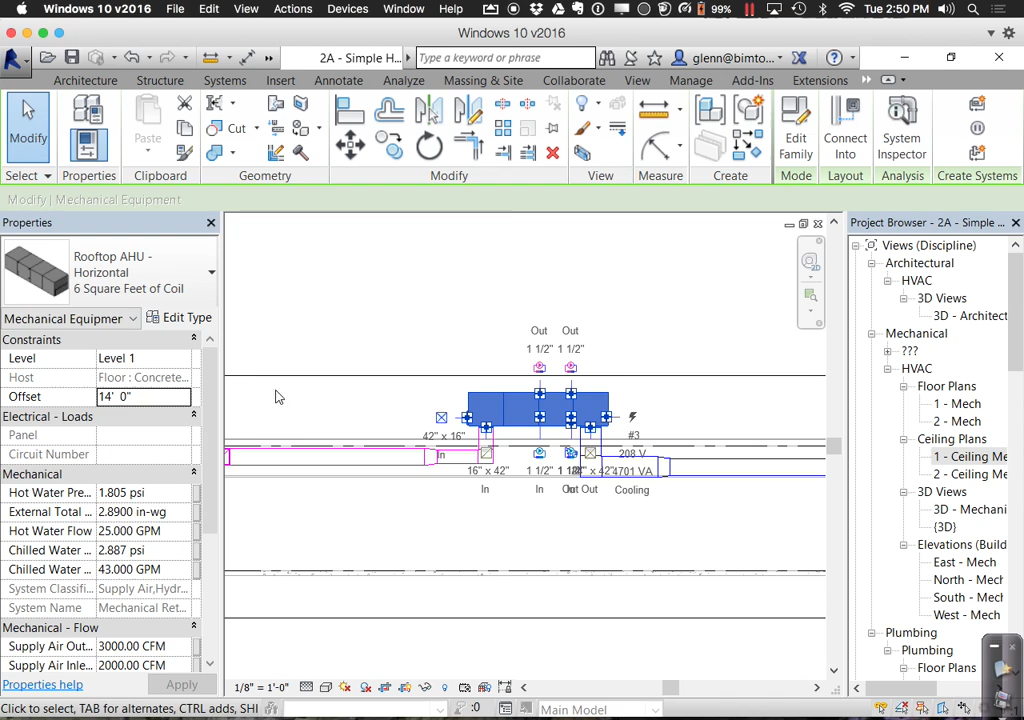 Windows 10 v2016 File Edit View Actions Devices Window Help 99% Tue 2:50 PM
Windows 10 v2016
2A - Simple H... Type a keyword or phrase glenn@bimto...
Architecture Structure Systems Insert Annotate Analyze Massing & Site Collaborate View Manage Add-Ins Extensions
Modify Paste Cut Edit Family Connect Into System Inspector
Select Properties Clipboard Geometry Modify View Measure Create Mode Layout Analysis Create Systems
Modify | Mechanical Equipment
Properties
Rooftop AHU -
Horizontal
6 Square Feet of Coil
Mechanical Equipmer Edit Type
Constraints
Level Level 1
Host Floor : Concrete...
Offset 14' 0"
Electrical - Loads
Panel
Circuit Number
Mechanical
Hot Water Pre... 1.805 psi
External Total ... 2.8900 in-wg
Hot Water Flow 25.000 GPM
Chilled Water ... 2.887 psi
Chilled Water ... 43.000 GPM
System Classifi... Supply Air,Hydr...
System Name Mechanical Ret...
Mechanical - Flow
Supply Air Out... 3000.00 CFM
Supply Air Inle... 2000.00 CFM
Properties help Apply
Out Out
1 1/2" 1 1/2"
42" x 16" #3
In 208 V
16" x 42" 1 1/2" 4701 VA
In In Out Out Cooling
1/8" = 1'-0"
Project Browser - 2A - Simple ...
Views (Discipline)
Architectural
HVAC
3D Views
3D - Architect
Mechanical
???
HVAC
Floor Plans
1 - Mech
2 - Mech
Ceiling Plans
1 - Ceiling Me
2 - Ceiling Me
3D Views
3D - Mechani
{3D}
Elevations (Build
East - Mech
North - Mech
South - Mech
West - Mech
Plumbing
Plumbing
Floor Plans
Click to select, TAB for alternates, CTRL adds, SHI :0 Main Model